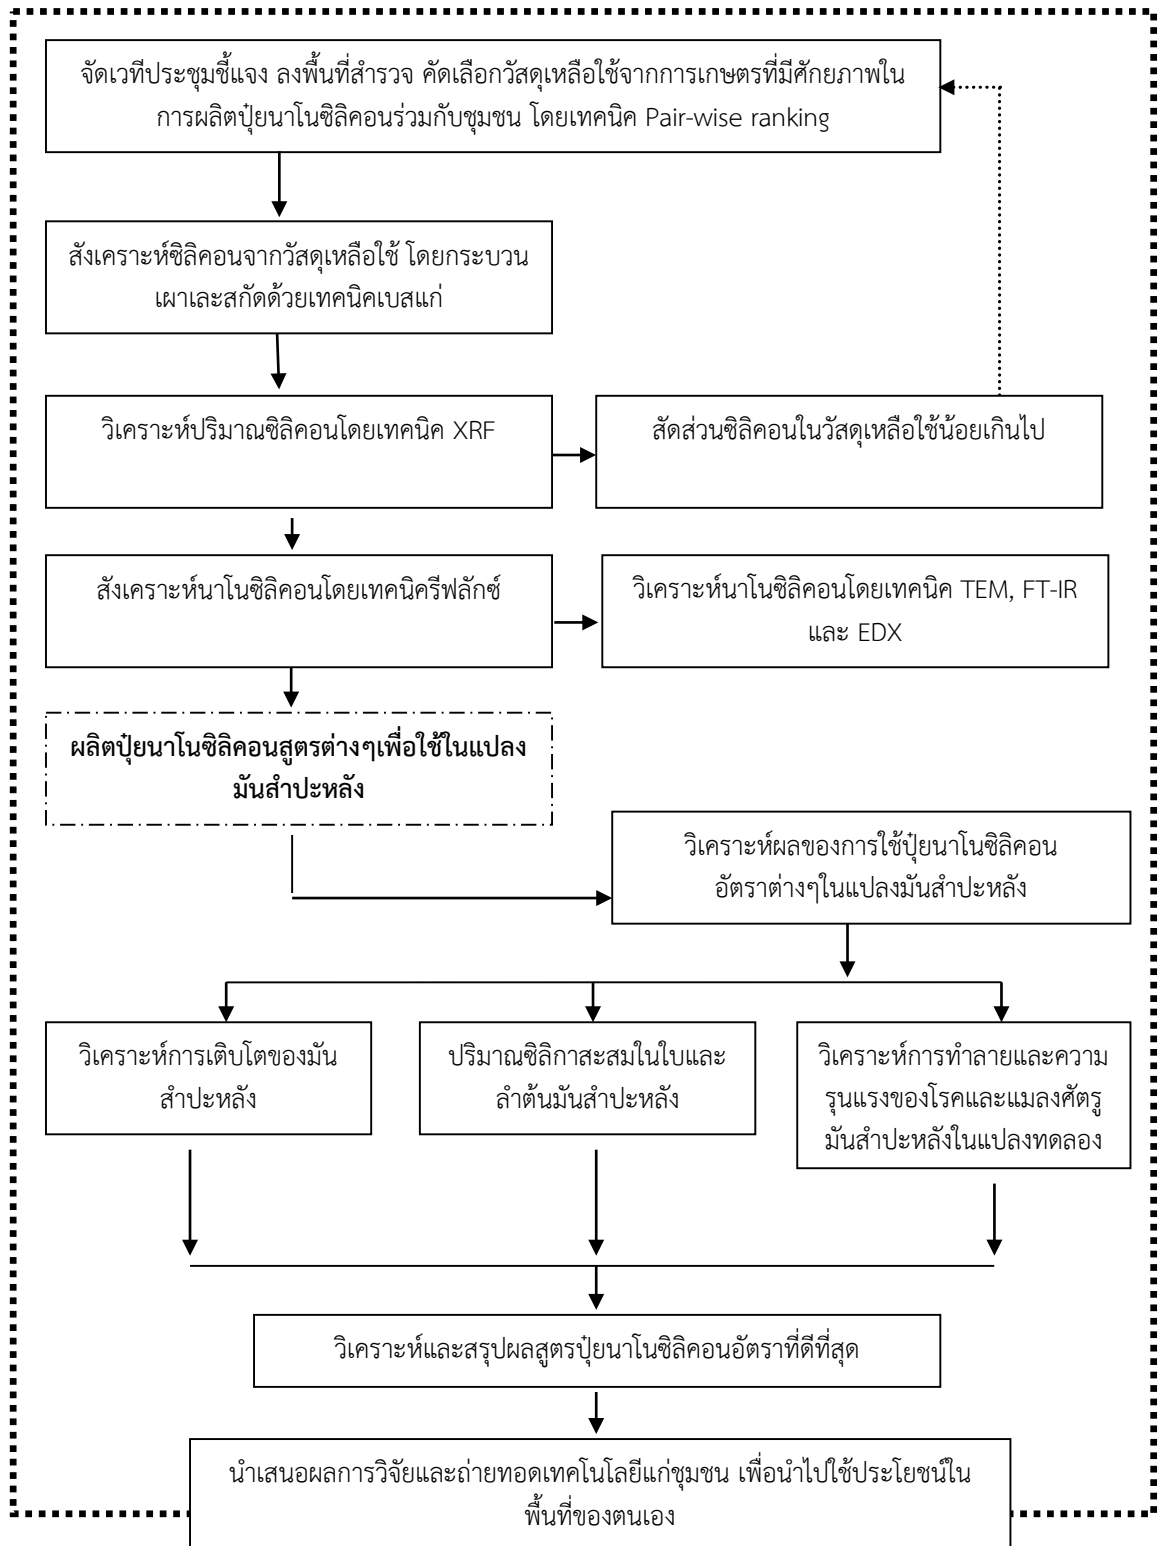 จัดเวทีประชุมชี้แจง ลงพื้นที่สำรวจ คัดเลือกวัสดุเหลือใช้จากการเกษตรที่มีศักยภาพใน
การผลิตปุ๋ยนาโนซิลิคอนร่วมกับชุมชน โดยเทคนิค Pair-wise ranking
สังเคราะห์ซิลิคอนจากวัสดุเหลือใช้ โดยกระบวน
เผาเละสกัดด้วยเทคนิคเบสแก่
วิเคราะห์ปริมาณซิลิคอนโดยเทคนิค XRF
สัดส่วนซิลิคอนในวัสดุเหลือใช้น้อยเกินไป
สังเคราะห์นาโนซิลิคอนโดยเทคนิครีฟลักซ์
วิเคราะห์นาโนซิลิคอนโดยเทคนิค TEM, FT-IR
และ EDX
ผลิตปุ๋ยนาโนซิลิคอนสูตรต่างๆเพื่อใช้ในแปลง
มันสำปะหลัง
วิเคราะห์ผลของการใช้ปุ๋ยนาโนซิลิคอน
อัตราต่างๆในแปลงมันสำปะหลัง
วิเคราะห์การเติบโตของมัน
สำปะหลัง
ปริมาณซิลิกาสะสมในใบและ
ลำต้นมันสำปะหลัง
วิเคราะห์การทำลายและความ
รุนแรงของโรคและแมลงศัตรู
มันสำปะหลังในแปลงทดลอง
วิเคราะห์และสรุปผลสูตรปุ๋ยนาโนซิลิคอนอัตราที่ดีที่สุด
นำเสนอผลการวิจัยและถ่ายทอดเทคโนโลยีแก่ชุมชน เพื่อนำไปใช้ประโยชน์ใน
พื้นที่ของตนเอง